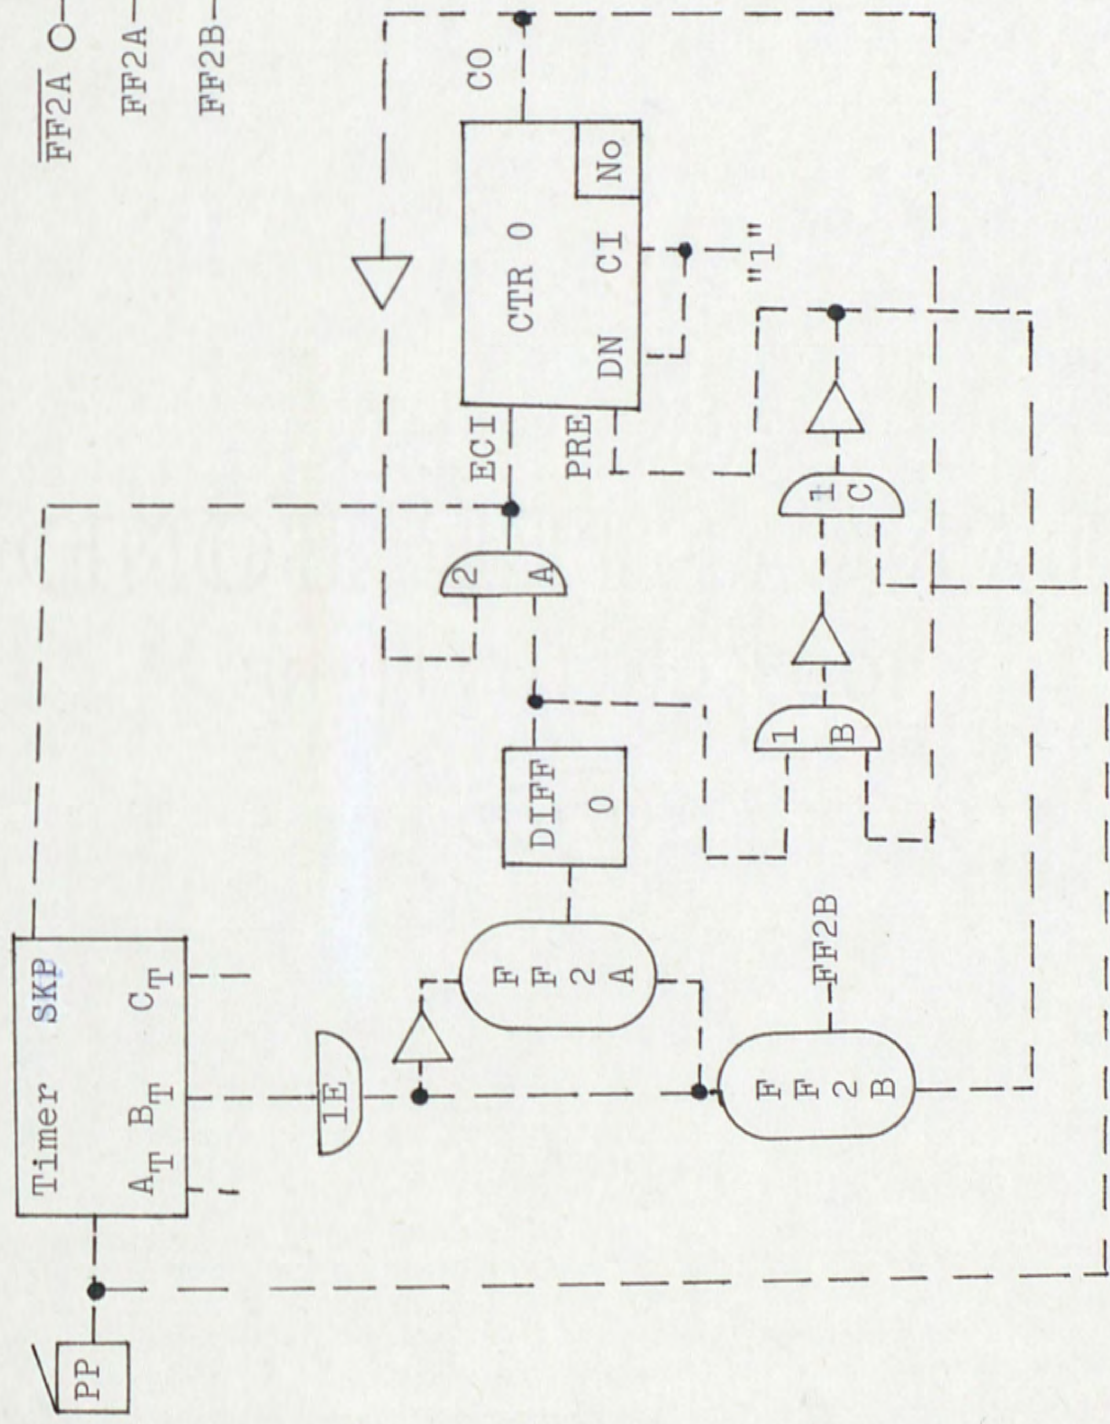 PP
Timer SKP
A_T B_T C_T
1E
FF2A
FF2B
FF2B
DIFF
0
2
A
1
B
1
C
ECI
PRE
CTR 0
DN CI
No
"1"
CO
F̅F̅2̅A̅
FF2A
FF2B